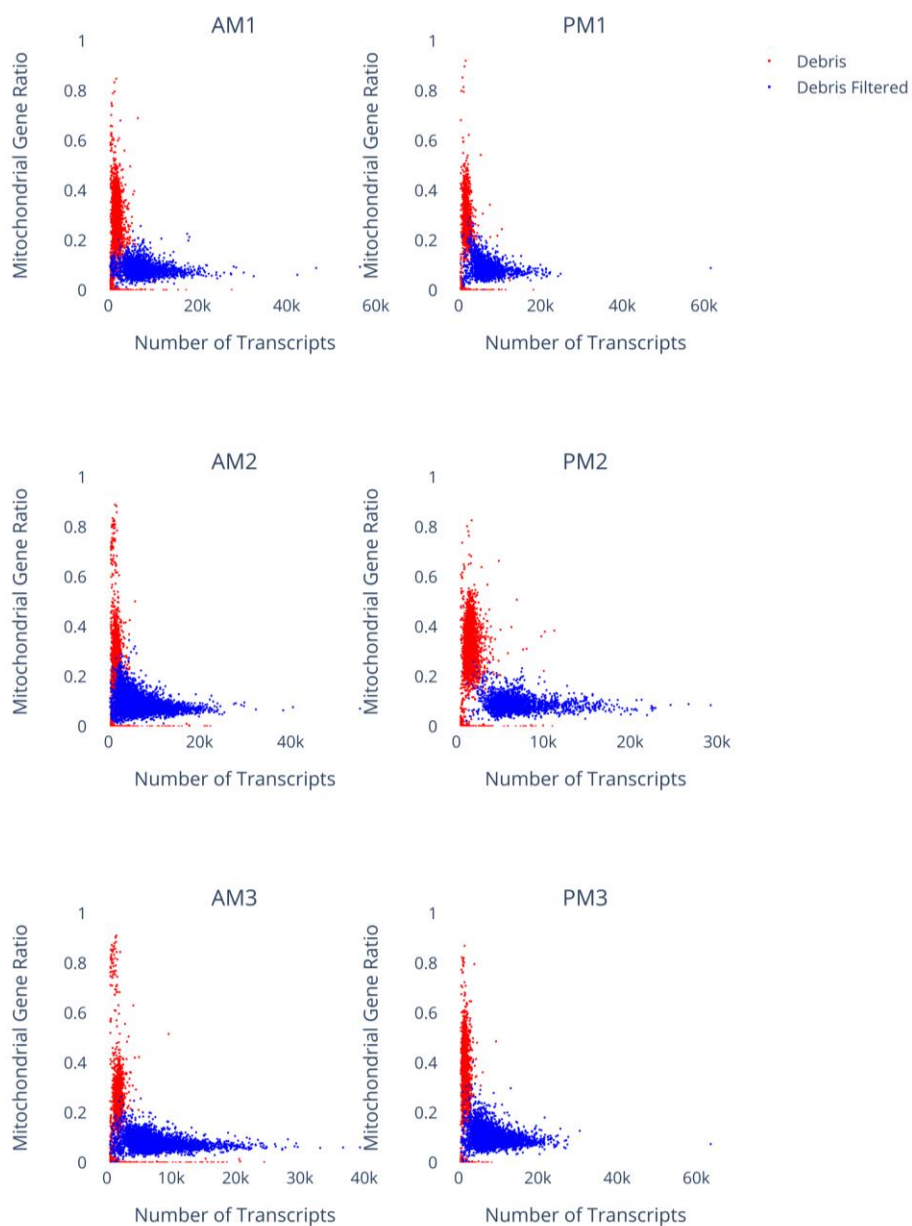 AM1
PM1
Debris
Debris Filtered
Mitochondrial Gene Ratio
1
0.8
0.6
0.4
0.2
0
0
20k
40k
60k
Number of Transcripts
Mitochondrial Gene Ratio
1
0.8
0.6
0.4
0.2
0
0
20k
40k
60k
Number of Transcripts
AM2
PM2
Mitochondrial Gene Ratio
1
0.8
0.6
0.4
0.2
0
0
20k
40k
Number of Transcripts
Mitochondrial Gene Ratio
1
0.8
0.6
0.4
0.2
0
0
10k
20k
30k
Number of Transcripts
AM3
PM3
Mitochondrial Gene Ratio
1
0.8
0.6
0.4
0.2
0
0
10k
20k
30k
40k
Number of Transcripts
Mitochondrial Gene Ratio
1
0.8
0.6
0.4
0.2
0
0
20k
40k
60k
Number of Transcripts